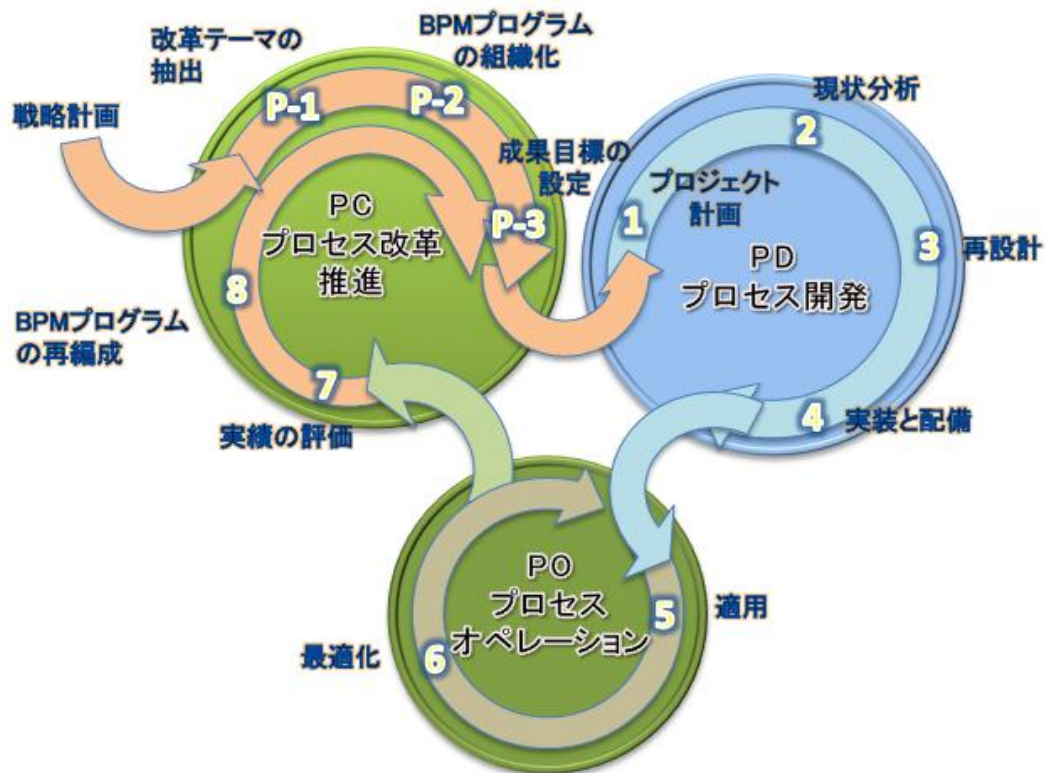 戦略計画
改革テーマの
抽出
P-1
BPMプログラム
の組織化
P-2
成果目標の
設定
P-3
PC
プロセス改革
推進
8
BPMプログラム
の再編成
7
実績の評価
1
プロジェクト
計画
現状分析
2
3
再設計
PD
プロセス開発
4
実装と配備
PO
プロセス
オペレーション
5
適用
6
最適化